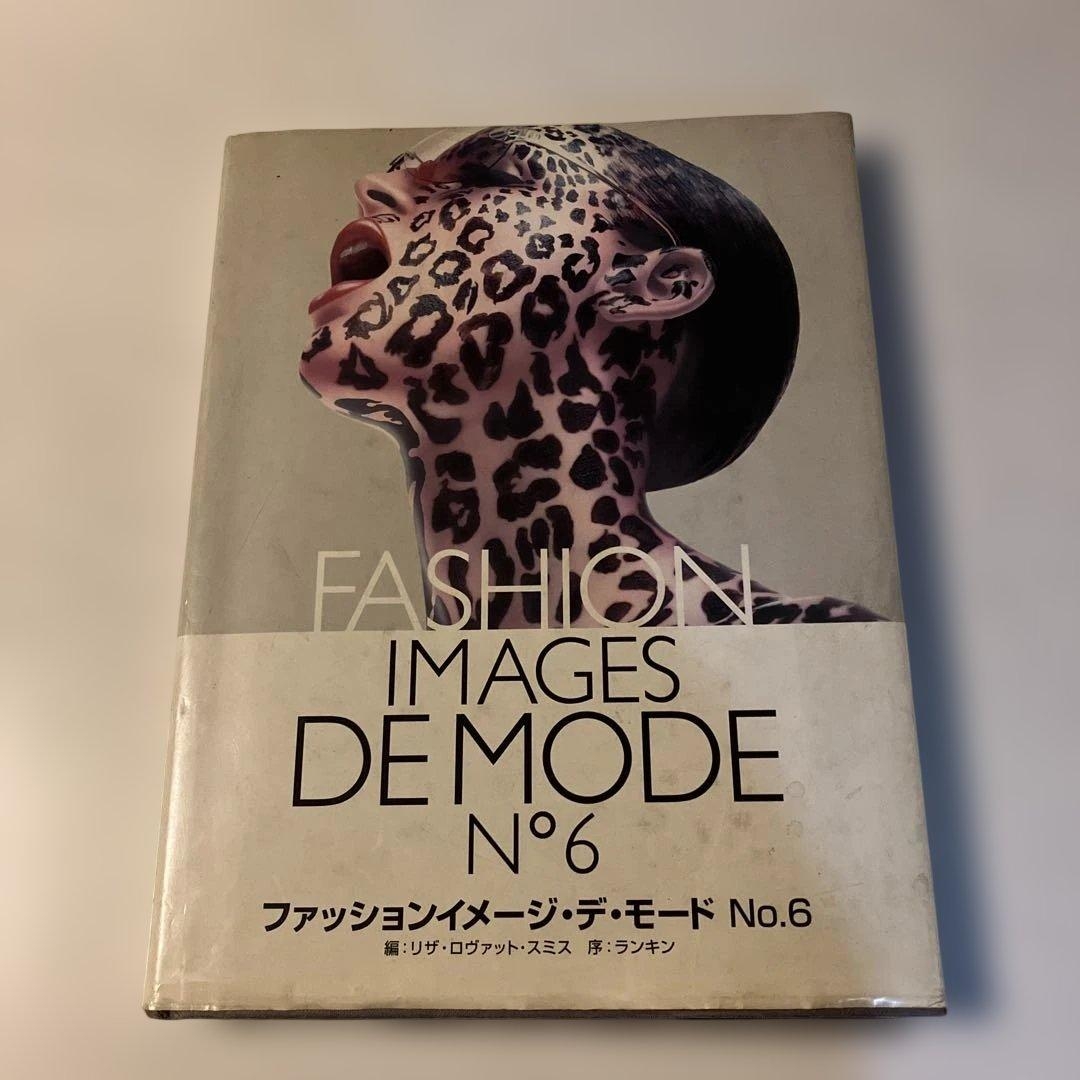 FASHION
IMAGES
DE MODE
Nº6
ファッションイメージ・デ・モード No.6
編：リザ・ロヴァット・スミス 序：ランキン